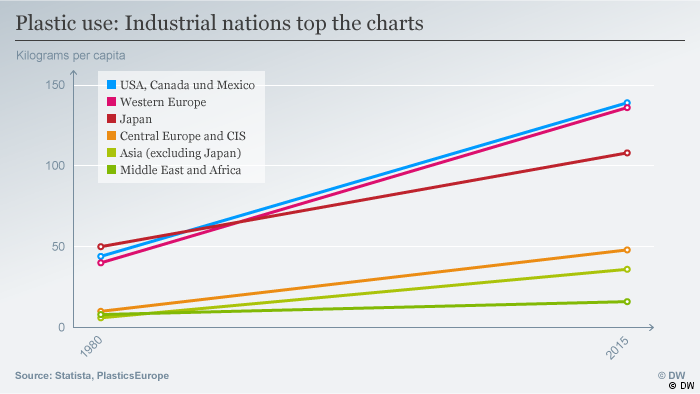 Plastic use: Industrial nations top the charts
Kilograms per capita
150
USA, Canada und Mexico
Western Europe
Japan
Central Europe and CIS
Asia (excluding Japan)
Middle East and Africa
100
50
0
1980
2015
Source: Statista, PlasticsEurope
© DW
© DW